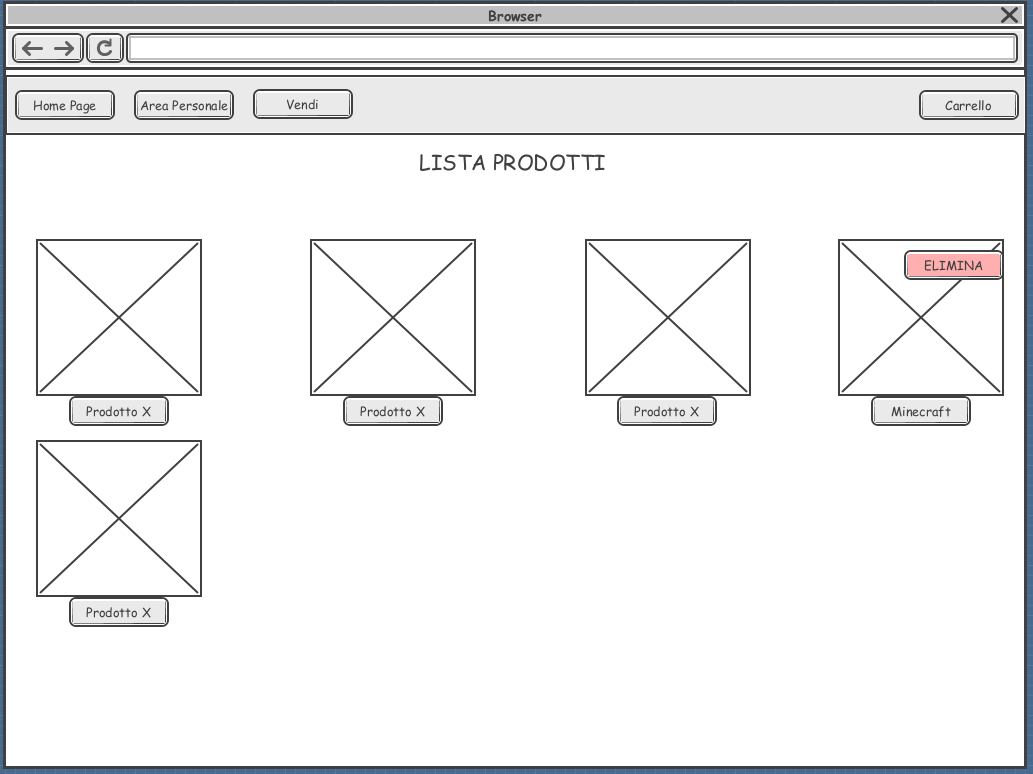 Browser
Home Page
Area Personale
Vendi
Carrello
LISTA PRODOTTI
ELIMINA
Prodotto X
Prodotto X
Prodotto X
Minecraft
Prodotto X